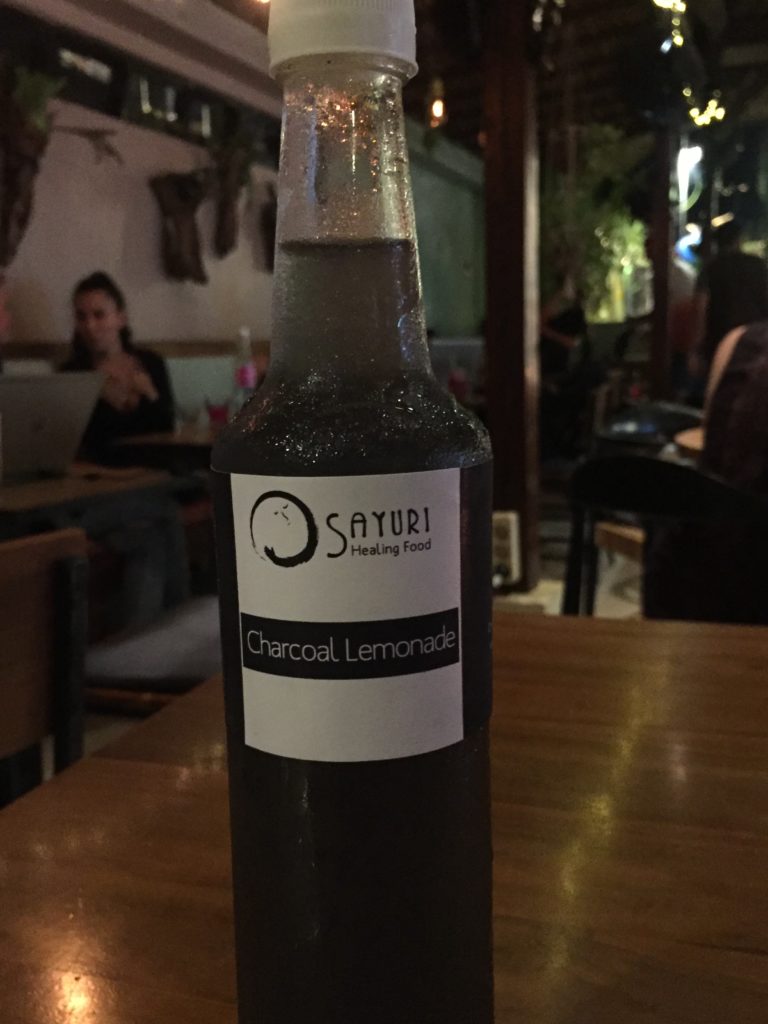 SAYURI
Healing Food
Charcoal Lemonade